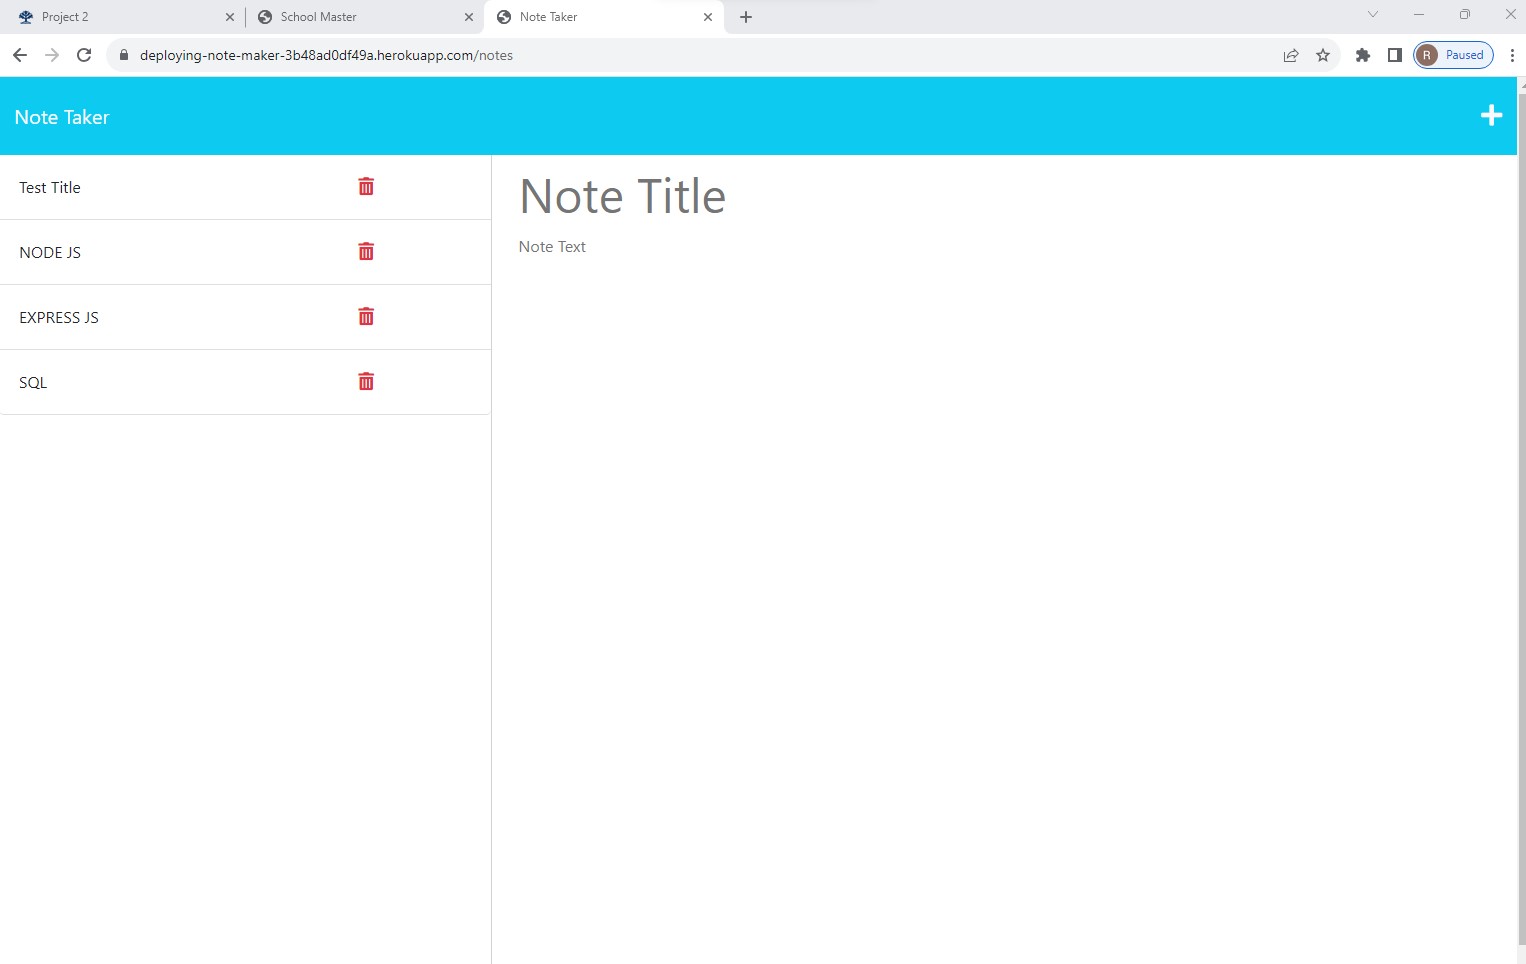 Project 2
School Master
Note Taker
deploying-note-maker-3b48ad0df49a.herokuapp.com/notes
R Paused
Note Taker
Test Title
NODE JS
EXPRESS JS
SQL
Note Title
Note Text